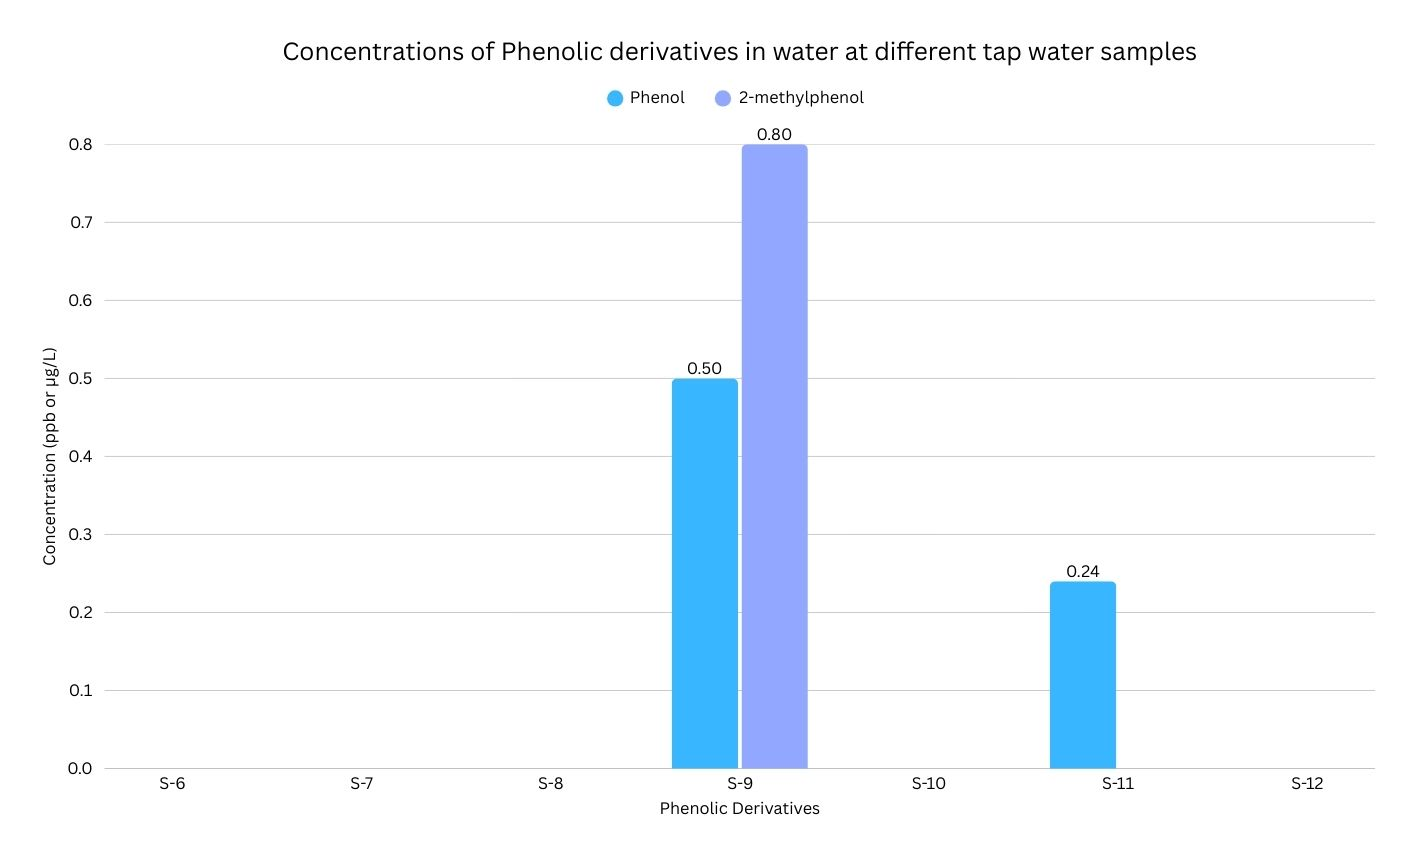 Concentrations of Phenolic derivatives in water at different tap water samples
Phenol 2-methylphenol
0.80
0.8
0.7
0.6
0.50
0.5
0.4
0.3
0.24
0.2
0.1
0.0
Concentration (ppb or µg/L)
S-6 S-7 S-8 S-9 S-10 S-11 S-12
Phenolic Derivatives